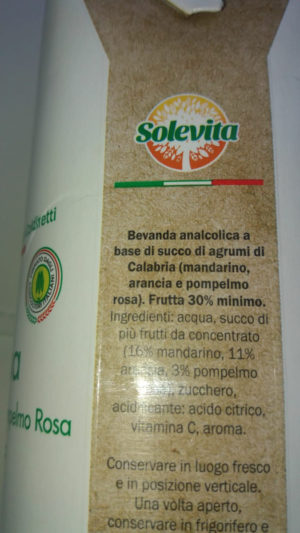 Solevita
Bevanda analcolica a
base di succo di agrumi di
Calabria (mandarino,
arancia e pompelmo
rosa). Frutta 30% minimo.
Ingredienti: acqua, succo di
più frutti da concentrato
(16% mandarino, 11%
arancia, 3% pompelmo
zucchero,
acidificante: acido citrico,
vitamina C, aroma.
Conservare in luogo fresco
e in posizione verticale.
Una volta aperto,
conservare in frigorifero e
Rosa